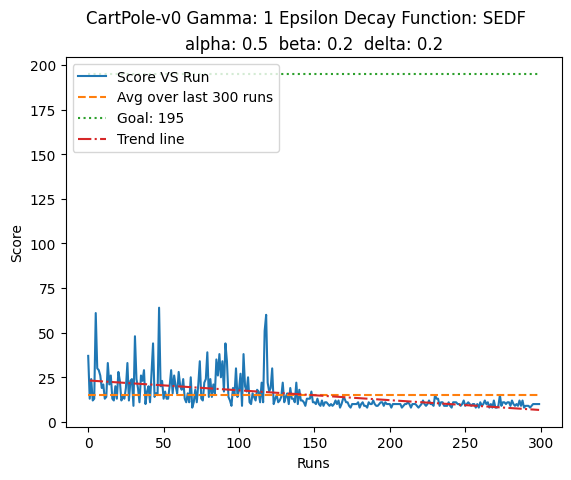 CartPole-v0 Gamma: 1 Epsilon Decay Function: SEDF
alpha: 0.5  beta: 0.2  delta: 0.2
Score VS Run
Avg over last 300 runs
Goal: 195
Trend line
200
175
150
125
100
75
50
25
0
Score
0
50
100
150
200
250
300
Runs